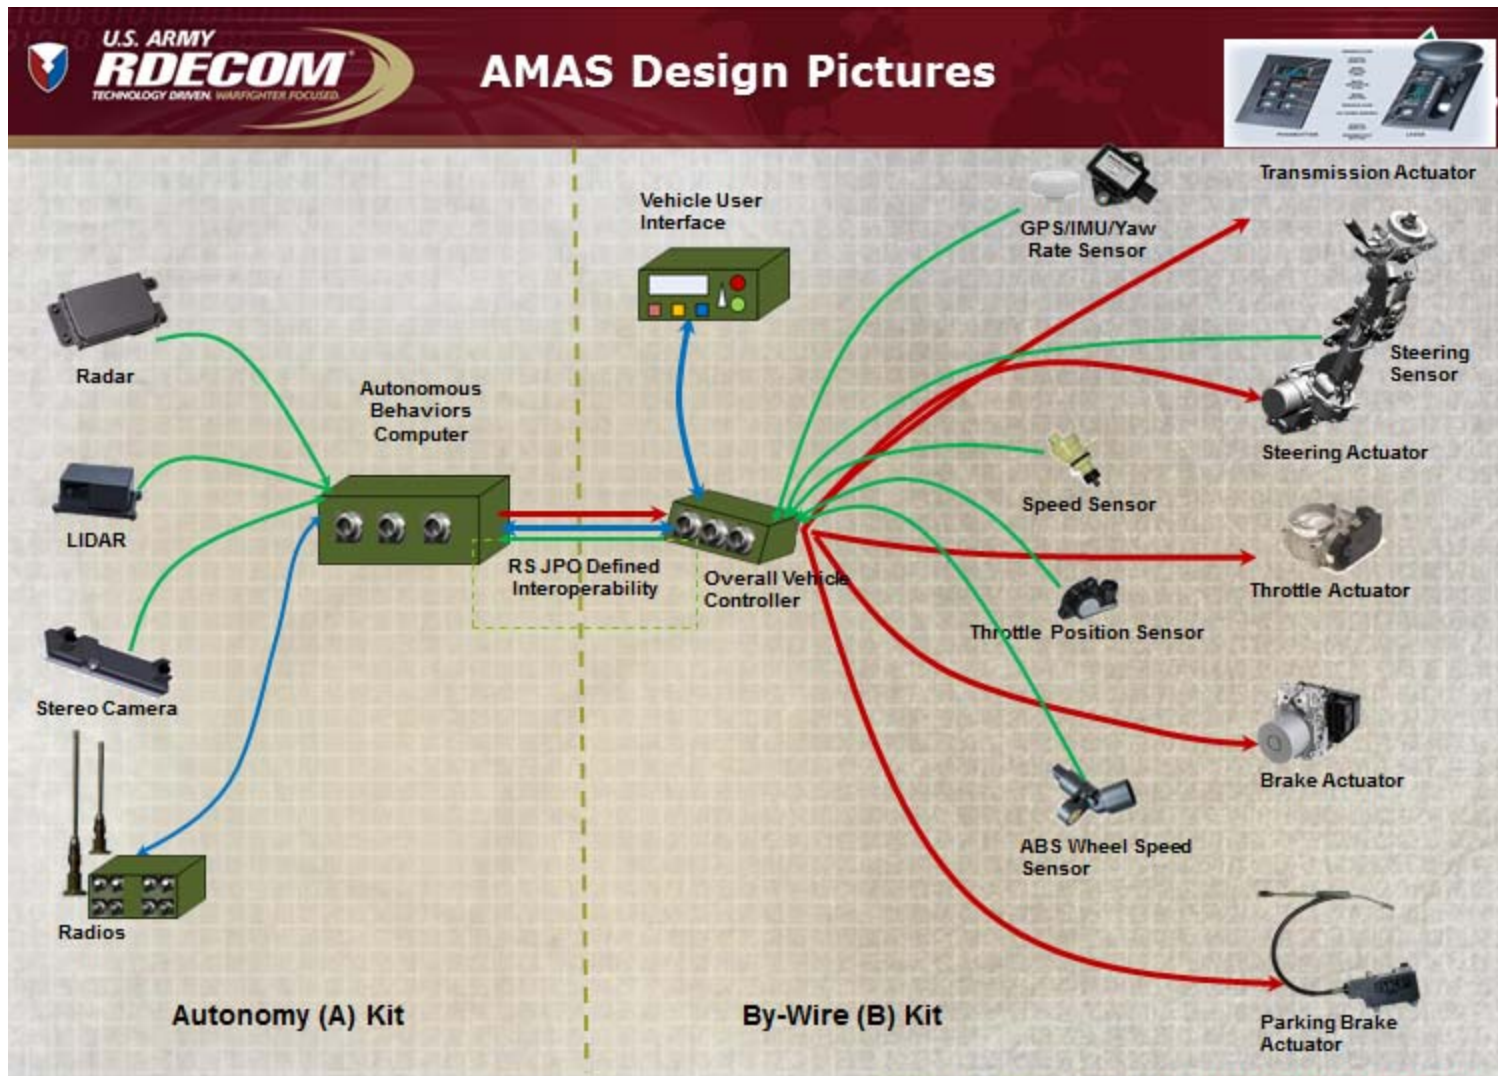 U.S. ARMY
RDECOM
TECHNOLOGY DRIVEN. WARFIGHTER FOCUSED.
AMAS Design Pictures
Transmission Actuator
Vehicle User
Interface
GPS/IMU/Yaw
Rate Sensor
Radar
Steering
Sensor
Autonomous
Behaviors
Computer
Steering Actuator
Speed Sensor
LIDAR
RS JPO Defined
Interoperability
Overall Vehicle
Controller
Throttle Actuator
Throttle Position Sensor
Stereo Camera
Brake Actuator
ABS Wheel Speed
Sensor
Radios
Autonomy (A) Kit
By-Wire (B) Kit
Parking Brake
Actuator